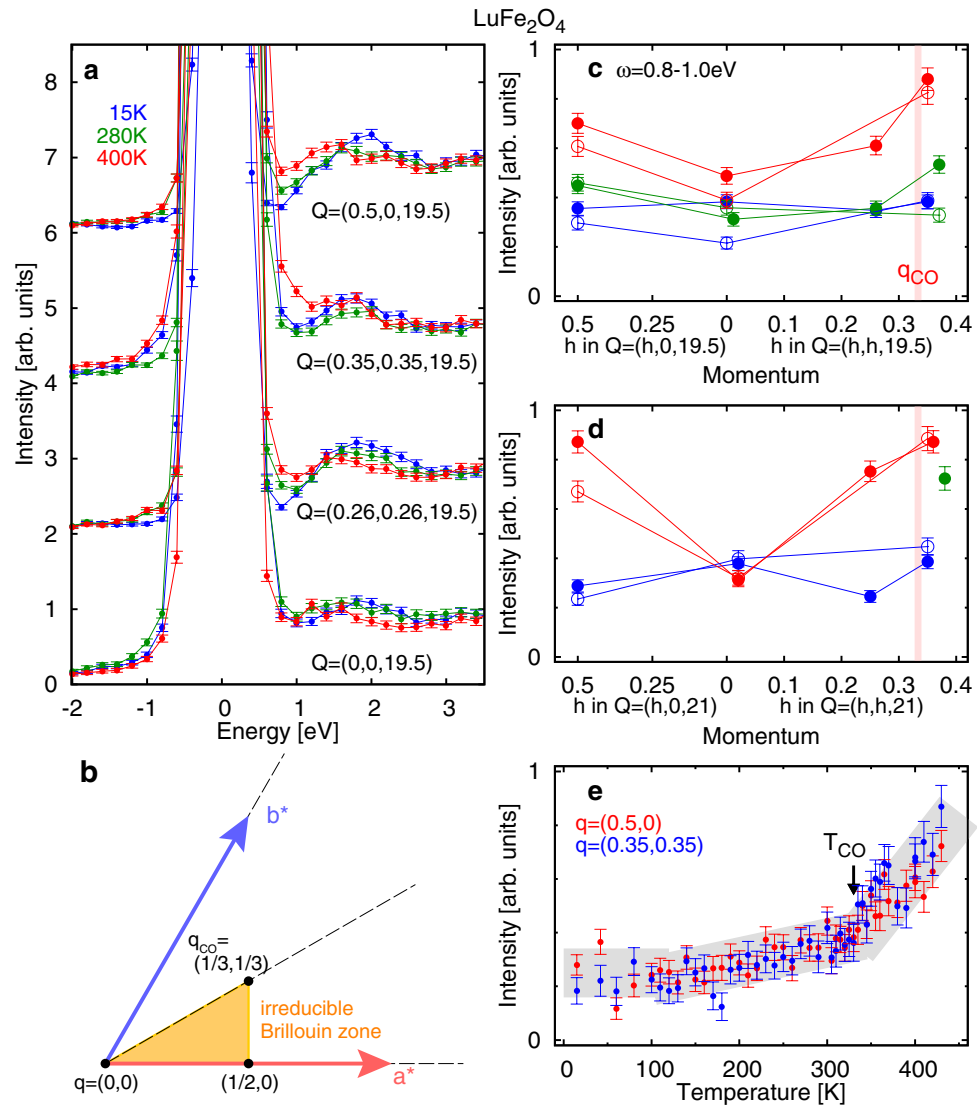 LuFe2O4
a
15K
280K
400K
Q=(0.5,0,19.5)
Q=(0.35,0.35,19.5)
Q=(0.26,0.26,19.5)
Q=(0,0,19.5)
Intensity [arb. units]
0
1
2
3
4
5
6
7
8
-2
-1
0
1
2
3
Energy [eV]
b
b*
qCO=
(1/3,1/3)
irreducible
Brillouin zone
q=(0,0)
(1/2,0)
a*
c
ω=0.8-1.0eV
qCO
Intensity [arb. units]
1
0
0.5
0.25
0
0.1
0.2
0.3
0.4
h in Q=(h,0,19.5)
h in Q=(h,h,19.5)
Momentum
d
Intensity [arb. units]
1
0
0.5
0.25
0
0.1
0.2
0.3
0.4
h in Q=(h,0,21)
h in Q=(h,h,21)
Momentum
e
q=(0.5,0)
q=(0.35,0.35)
TCO
Intensity [arb. units]
1
0
0
100
200
300
400
Temperature [K]